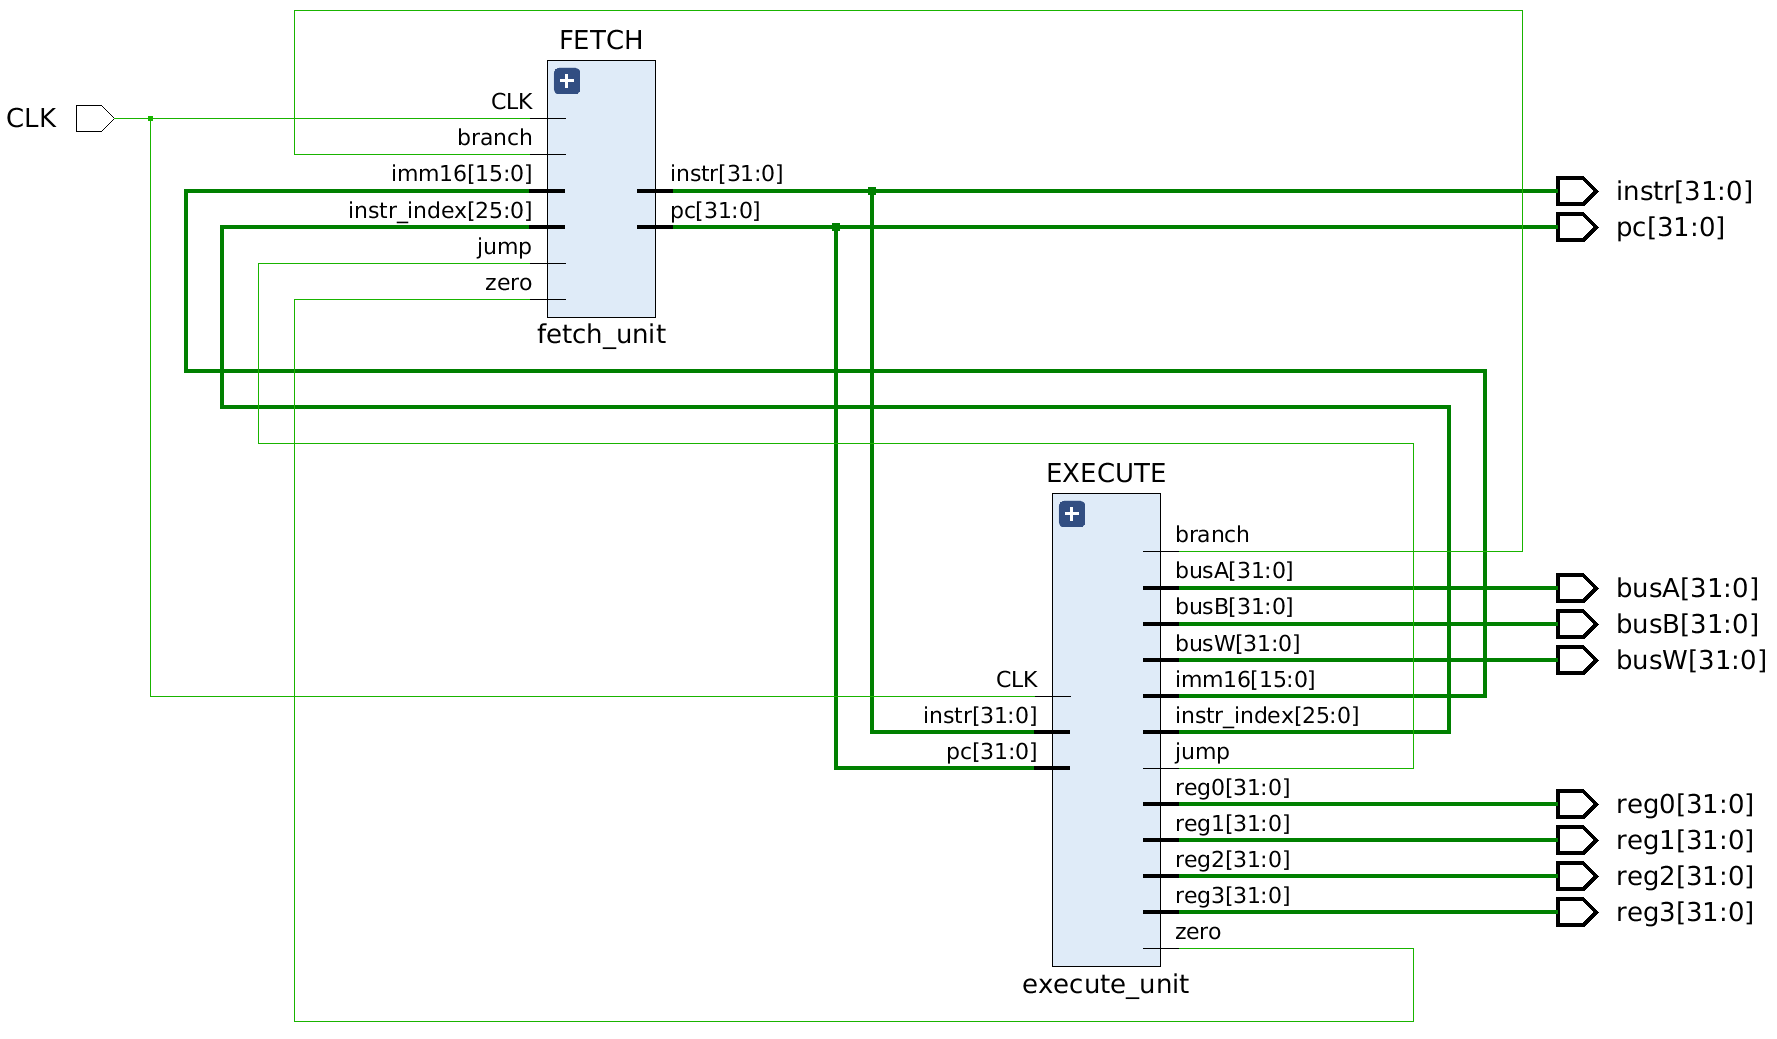 FETCH
CLK
CLK
branch
imm16[15:0]
instr_index[25:0]
jump
zero
instr[31:0]
pc[31:0]
fetch_unit
instr[31:0]
pc[31:0]
EXECUTE
CLK
instr[31:0]
pc[31:0]
branch
busA[31:0]
busB[31:0]
busW[31:0]
imm16[15:0]
instr_index[25:0]
jump
reg0[31:0]
reg1[31:0]
reg2[31:0]
reg3[31:0]
zero
execute_unit
busA[31:0]
busB[31:0]
busW[31:0]
reg0[31:0]
reg1[31:0]
reg2[31:0]
reg3[31:0]